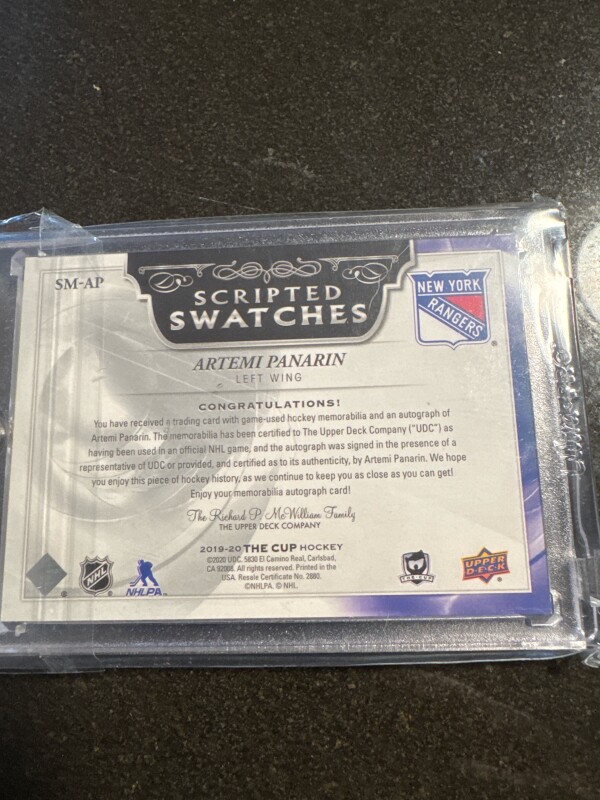 SM-AP
SCRIPTED
SWATCHES
NEW YORK
RANGERS
ARTEMI PANARIN
LEFT WING
CONGRATULATIONS!
You have received a trading card with game-used hockey memorabilia and an autograph of
Artemi Panarin. The memorabilia has been certified to The Upper Deck Company ("UDC") as
having been used in an official NHL game, and the autograph was signed in the presence of a
representative of UDC or provided, and certified as to its authenticity, by Artemi Panarin. We hope
you enjoy this piece of hockey history, as we continue to keep you as close as you can get!
Enjoy your memorabilia autograph card!
The Richard P. McWilliam Family
THE UPPER DECK COMPANY
2019-20 THE CUP HOCKEY
©2020 UDC. 5830 El Camino Real, Carlsbad,
CA 92008. All rights reserved. Printed in the
USA. Resale Certificate No. 2880.
©NHLPA. © NHL.
NHL
NHLPA
THE CUP
UPPER
DECK